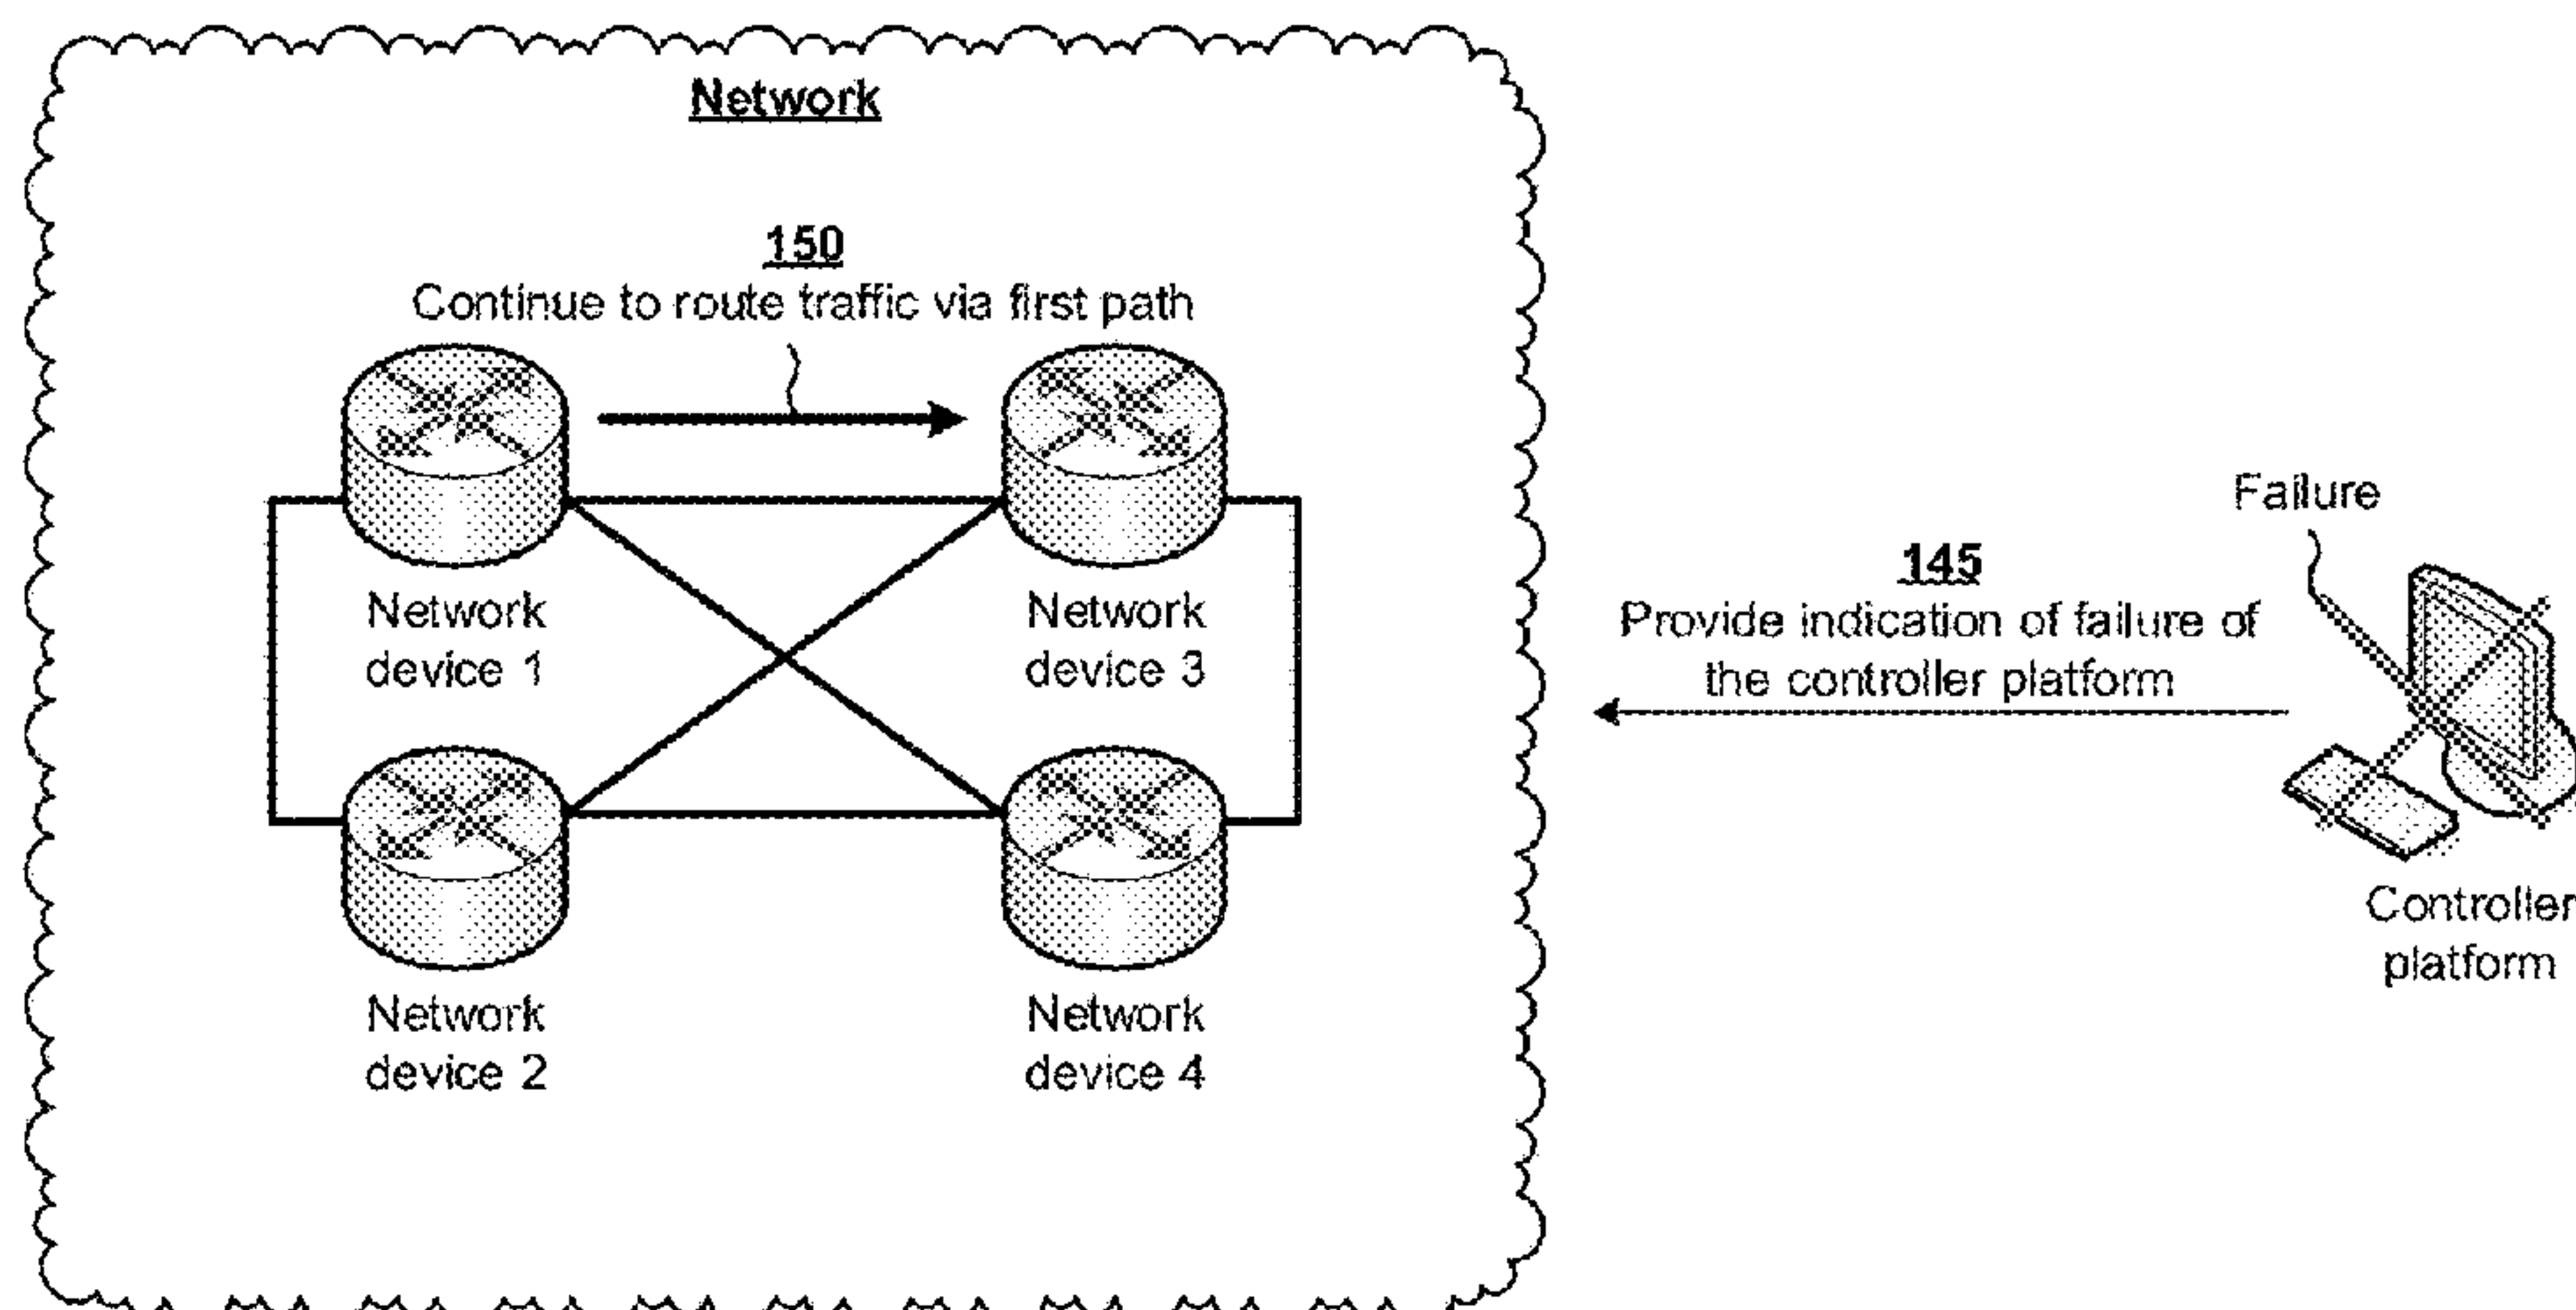 Network
150
Continue to route traffic via first path
Failure
145
Provide indication of failure of
the controller platform
Network
device 1
Network
device 3
Controller
platform
Network
device 2
Network
device 4